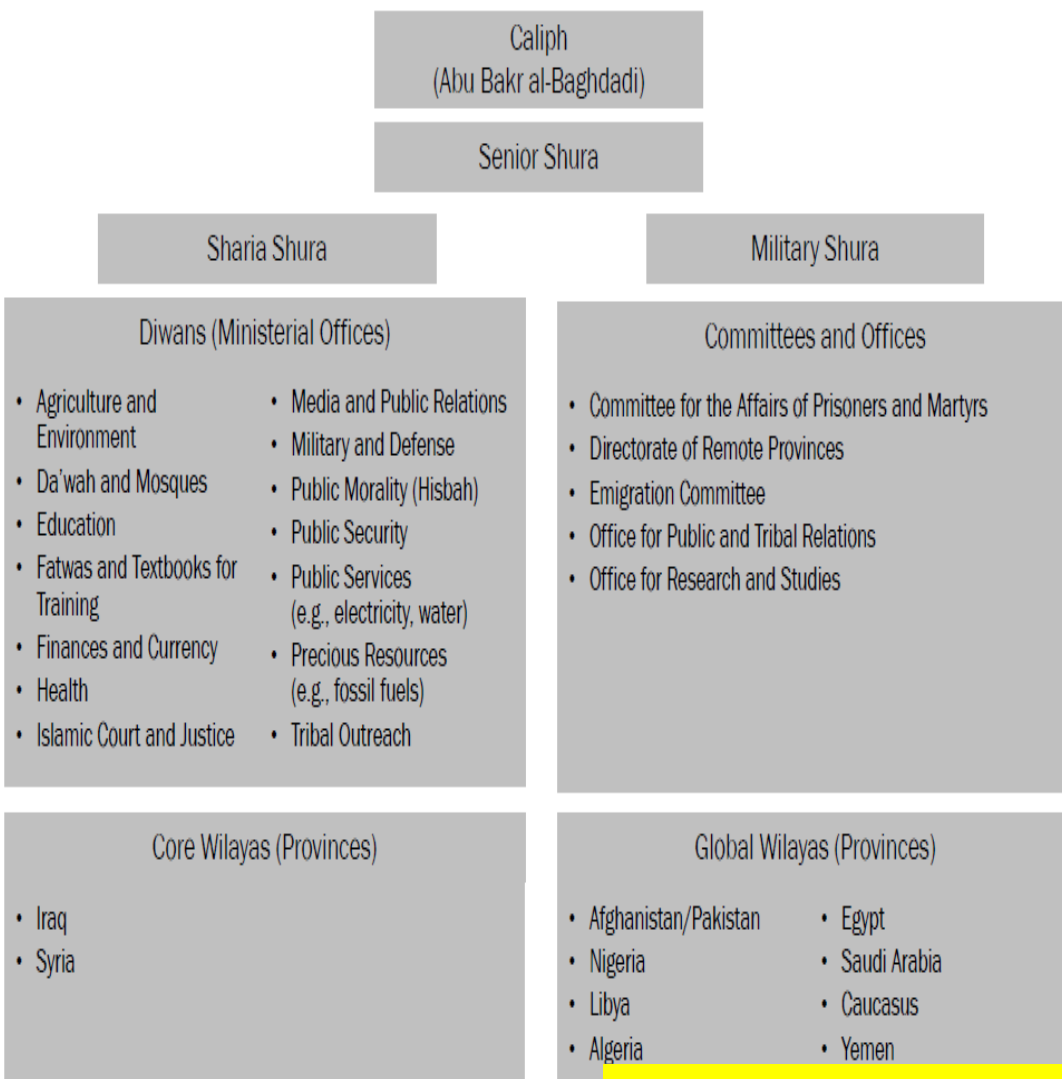 Caliph
(Abu Bakr al-Baghdadi)
Senior Shura
Sharia Shura
Military Shura
Diwans (Ministerial Offices)
• Agriculture and
Environment
• Da'wah and Mosques
• Education
• Fatwas and Textbooks for
Training
• Finances and Currency
• Health
• Islamic Court and Justice
• Media and Public Relations
• Military and Defense
• Public Morality (Hisbah)
• Public Security
• Public Services
(e.g., electricity, water)
• Precious Resources
(e.g., fossil fuels)
• Tribal Outreach
Committees and Offices
• Committee for the Affairs of Prisoners and Martyrs
• Directorate of Remote Provinces
• Emigration Committee
• Office for Public and Tribal Relations
• Office for Research and Studies
Core Wilayas (Provinces)
• Iraq
• Syria
Global Wilayas (Provinces)
• Afghanistan/Pakistan
• Nigeria
• Libya
• Algeria
• Egypt
• Saudi Arabia
• Caucasus
• Yemen